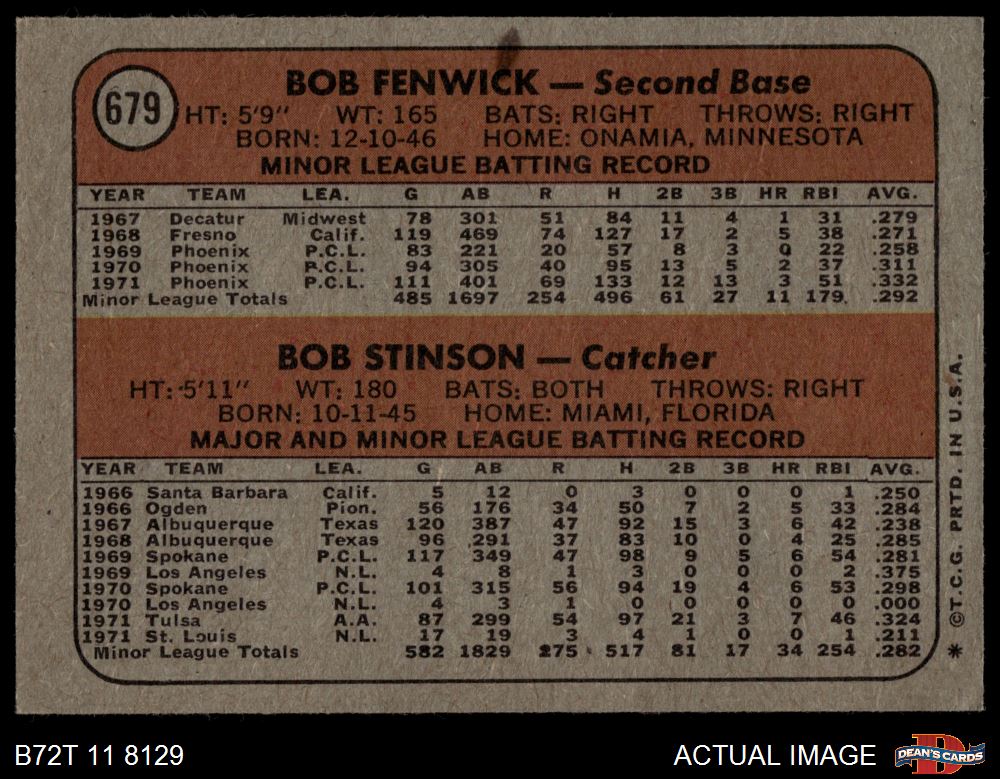 679
BOB FENWICK — Second Base
HT: 5'9" WT: 165 BATS: RIGHT THROWS: RIGHT
BORN: 12-10-46 HOME: ONAMIA, MINNESOTA
MINOR LEAGUE BATTING RECORD
YEAR TEAM LEA. G AB R H 2B 3B HR RBI AVG.
1967 Decatur Midwest 78 301 51 84 11 4 1 31 .279
1968 Fresno Calif. 119 469 74 127 17 2 5 38 .271
1969 Phoenix P.C.L. 83 221 20 57 8 3 0 22 .258
1970 Phoenix P.C.L. 94 305 40 95 13 5 2 37 .311
1971 Phoenix P.C.L. 111 401 69 133 12 13 3 51 .332
Minor League Totals 485 1697 254 496 61 27 11 179 .292
BOB STINSON — Catcher
HT: 5'11" WT: 180 BATS: BOTH THROWS: RIGHT
BORN: 10-11-45 HOME: MIAMI, FLORIDA
MAJOR AND MINOR LEAGUE BATTING RECORD
YEAR TEAM LEA. G AB R H 2B 3B HR RBI AVG.
1966 Santa Barbara Calif. 5 12 0 3 0 0 0 1 .250
1966 Ogden Pion. 56 176 34 50 7 2 5 33 .284
1967 Albuquerque Texas 120 387 47 92 15 3 6 42 .238
1968 Albuquerque Texas 96 291 37 83 10 0 4 25 .285
1969 Spokane P.C.L. 117 349 47 98 9 5 6 54 .281
1969 Los Angeles N.L. 4 8 1 3 0 0 0 2 .375
1970 Spokane P.C.L. 101 315 56 94 19 4 6 53 .298
1970 Los Angeles N.L. 4 3 1 0 0 0 0 0 .000
1971 Tulsa A.A. 87 299 54 97 21 3 7 46 .324
1971 St. Louis N.L. 17 19 3 4 1 0 0 1 .211
Minor League Totals 582 1829 275 517 81 17 34 254 .282
* ©T.C.G. PRTD. IN U.S.A.
B72T 11 8129
ACTUAL IMAGE
DEAN'S CARDS